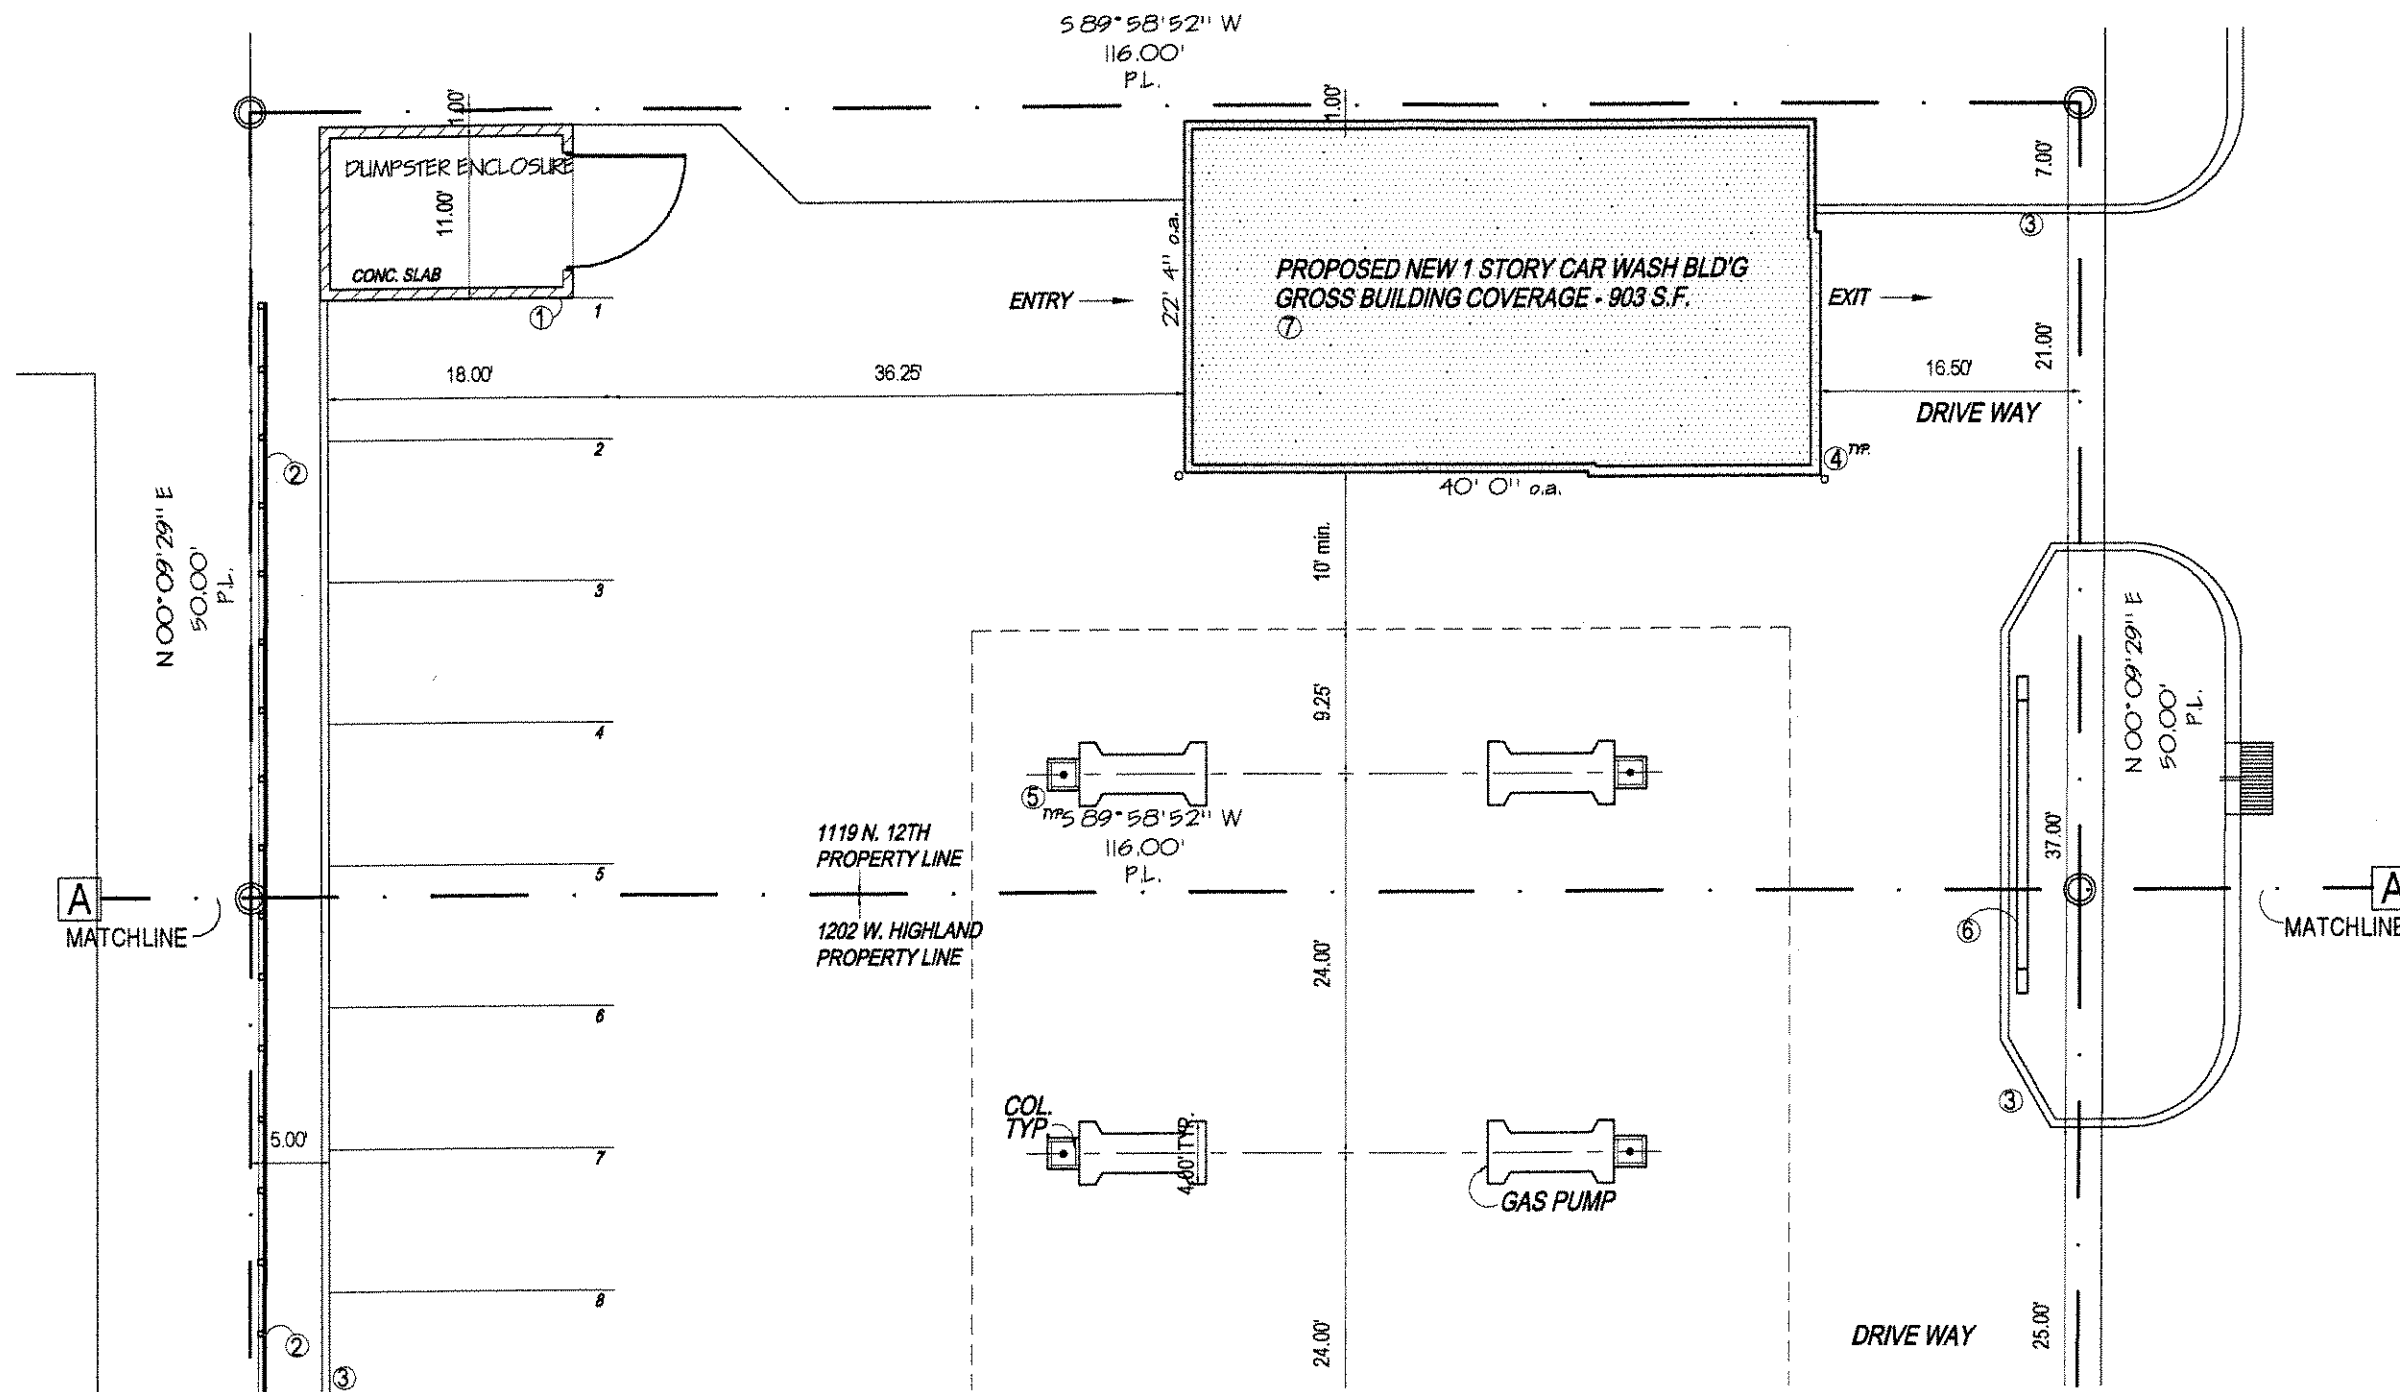 S 89°58'52" W
116.00'
P.L.
1.00'
DUMPSTER ENCLOSURE
11.00'
CONC. SLAB
1
1
1.00'
7.00'
3
22' 4" o.a.
ENTRY
PROPOSED NEW 1 STORY CAR WASH BLD'G
GROSS BUILDING COVERAGE - 903 S.F.
7
EXIT
21.00'
18.00'
36.25'
16.50'
DRIVE WAY
2
2
4 TYP.
40' 0" o.a.
N 00°09'29" E
50.00'
P.L.
10' min.
3
9.25'
4
N 00°09'29" E
50.00'
P.L.
37.00'
5 TYP.
S 89°58'52" W
116.00'
P.L.
1119 N. 12TH
PROPERTY LINE
5
A
MATCHLINE
1202 W. HIGHLAND
PROPERTY LINE
24.00'
6
A
MATCHLINE
6
3
COL.
TYP
4.00' TYP.
5.00'
7
GAS PUMP
8
2
24.00'
DRIVE WAY
25.00'
3